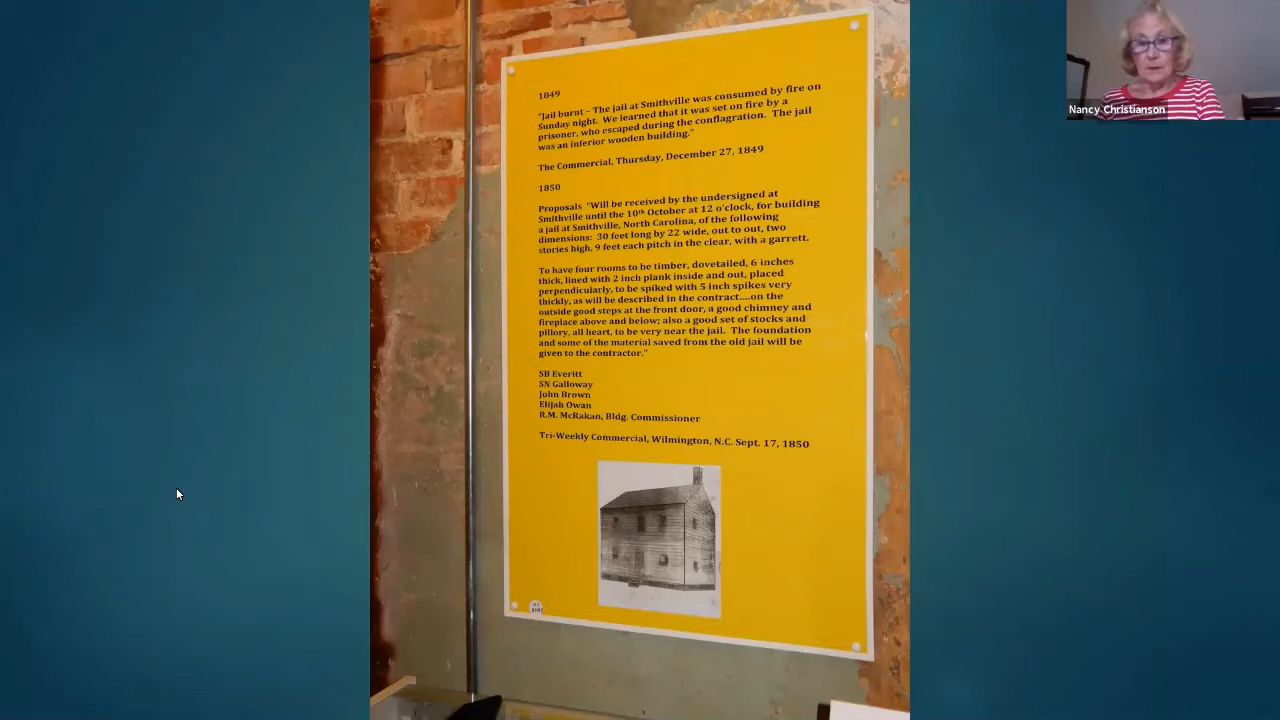 Nancy Christianson
1849
"Jail burnt – The jail at Smithville was consumed by fire on
Sunday night. We learned that it was set on fire by a
prisoner, who escaped during the conflagration. The jail
was an inferior wooden building."
The Commercial, Thursday, December 27, 1849
1850
Proposals "Will be received by the undersigned at
Smithville until the 10th October at 12 o'clock, for building
a jail at Smithville, North Carolina, of the following
dimensions: 30 feet long by 22 wide, out to out, two
stories high, 9 feet each pitch in the clear, with a garrett.
To have four rooms to be timber, dovetailed, 6 inches
thick, lined with 2 inch plank inside and out, placed
perpendicularly, to be spiked with 5 inch spikes very
thickly, as will be described in the contract....on the
outside good steps at the front door, a good chimney and
fireplace above and below; also a good set of stocks and
pillory, all heart, to be very near the jail. The foundation
and some of the material saved from the old jail will be
given to the contractor."
SB Everitt
SN Galloway
John Brown
Elijah Owan
R.M. McRakan, Bldg. Commissioner
Tri-Weekly Commercial, Wilmington, N.C. Sept. 17, 1850